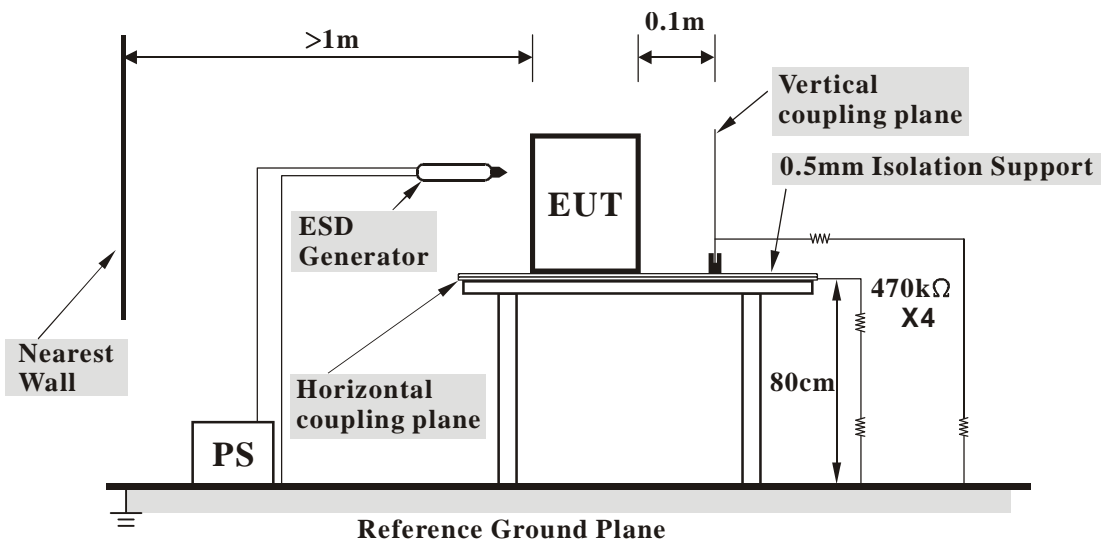 >1m
0.1m
Vertical
coupling plane
0.5mm Isolation Support
EUT
ESD
Generator
470kΩ
X4
Nearest
Wall
Horizontal
coupling plane
80cm
PS
Reference Ground Plane